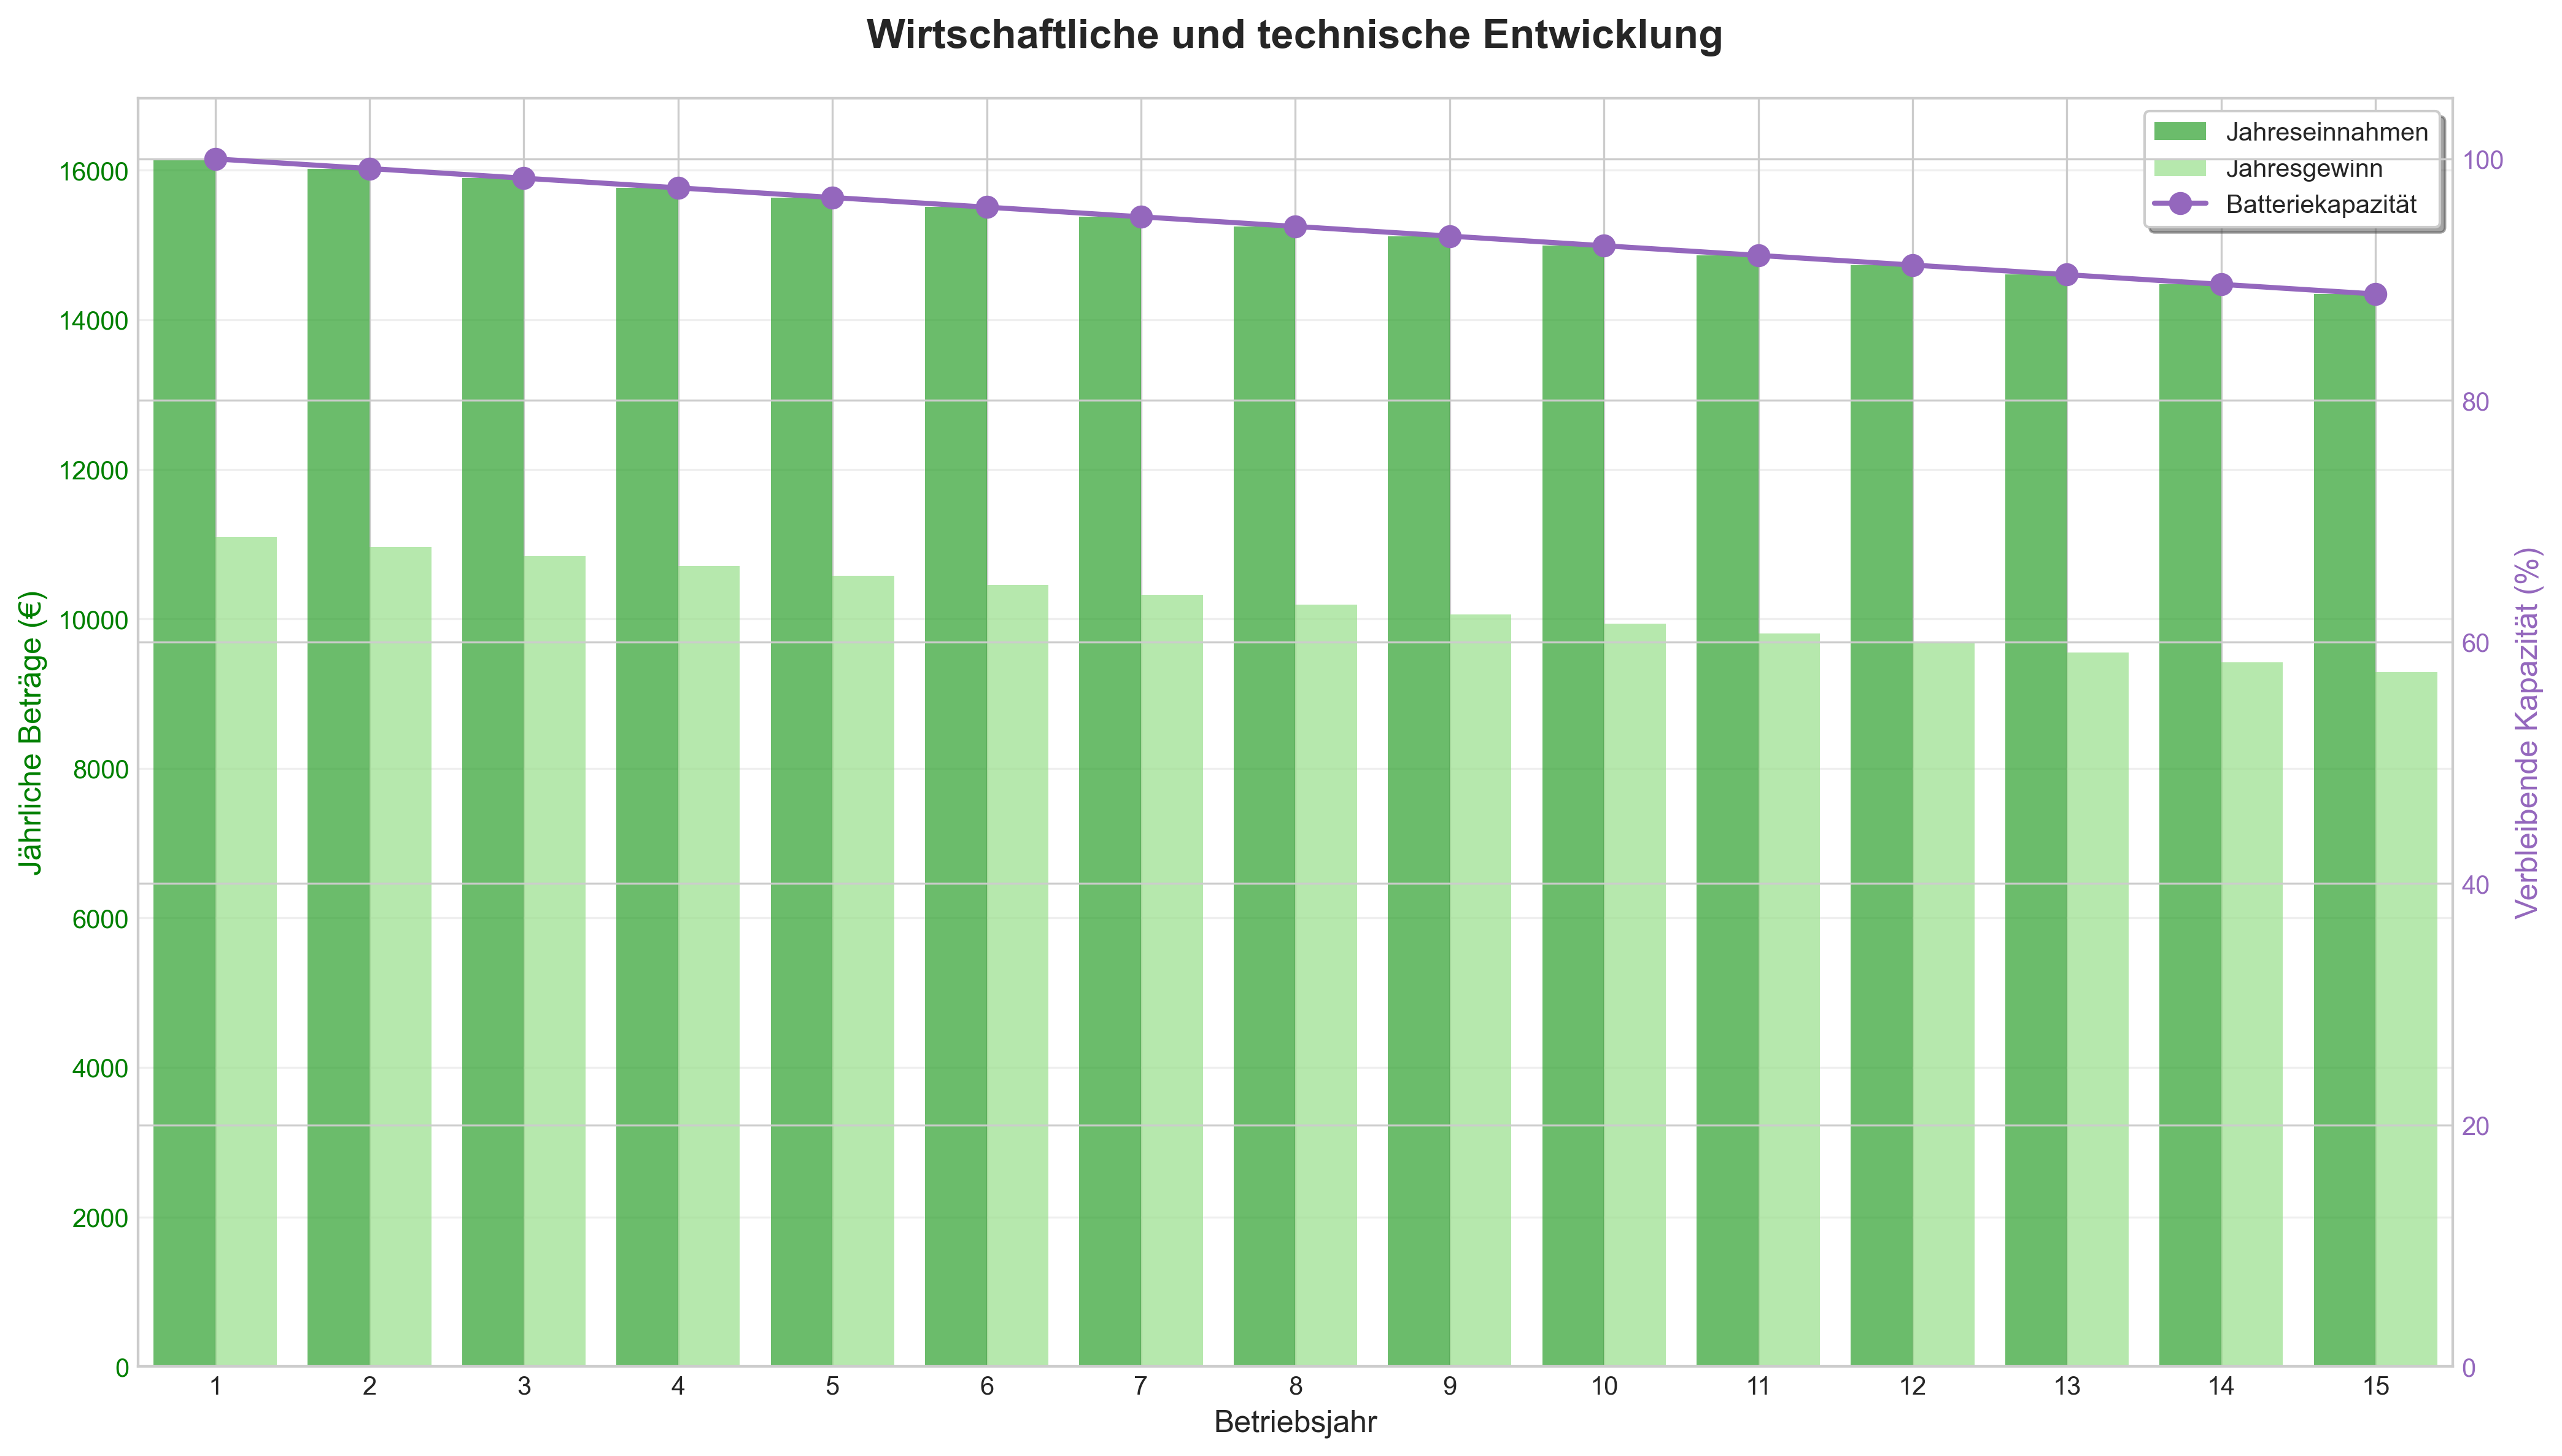 Wirtschaftliche und technische Entwicklung
Jahreseinnahmen
Jahresgewinn
Batteriekapazität
Jährliche Beträge (€)
16000
14000
12000
10000
8000
6000
4000
2000
0
100
80
60
40
20
0
Verbleibende Kapazität (%)
1 2 3 4 5 6 7 8 9 10 11 12 13 14 15
Betriebsjahr